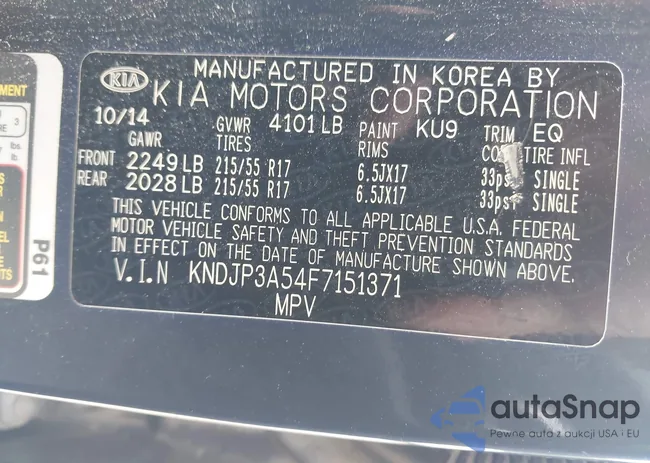 KIA
MANUFACTURED IN KOREA BY
KIA MOTORS CORPORATION
10/14 GVWR 4101 LB PAINT KU9 TRIM EQ
GAWR TIRES RIMS TIRE INFL
FRONT 2249 LB 215/55 R17 6.5JX17 33psi SINGLE
REAR 2028 LB 215/55 R17 6.5JX17 33psi SINGLE
THIS VEHICLE CONFORMS TO ALL APPLICABLE U.S.A. FEDERAL
MOTOR VEHICLE SAFETY AND THEFT PREVENTION STANDARDS
IN EFFECT ON THE DATE OF MANUFACTURE SHOWN ABOVE.
V.I.N KNDJP3A54F7151371
MPV
P61
autoSnap
Pewne auta z aukcji USA i EU